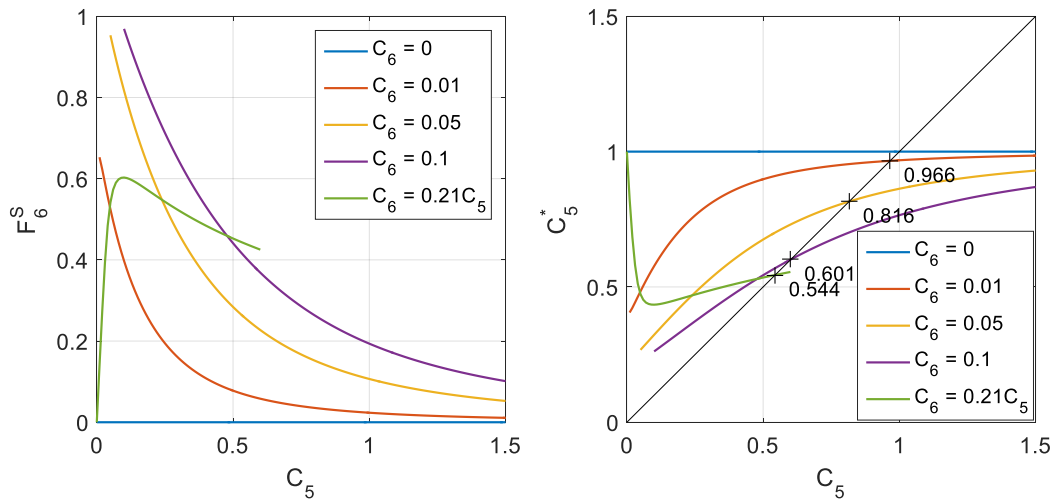 1
0.8
0.6
0.4
0.2
0
0
0.5
1
1.5
F₆ˢ
C₅
C₆ = 0
C₆ = 0.01
C₆ = 0.05
C₆ = 0.1
C₆ = 0.21C₅
1.5
1
0.5
0
0
0.5
1
1.5
C₅*
C₅
0.966
0.816
0.601
0.544
C₆ = 0
C₆ = 0.01
C₆ = 0.05
C₆ = 0.1
C₆ = 0.21C₅